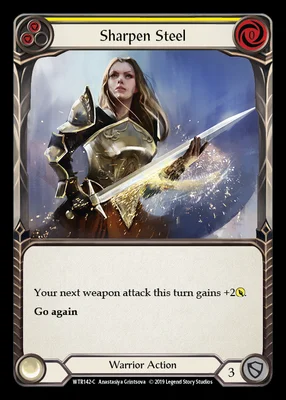 Sharpen Steel
Your next weapon attack this turn gains +2.
Go again
Warrior Action
3
WTR142-C Anastasiya Grintsova © 2019 Legend Story Studios